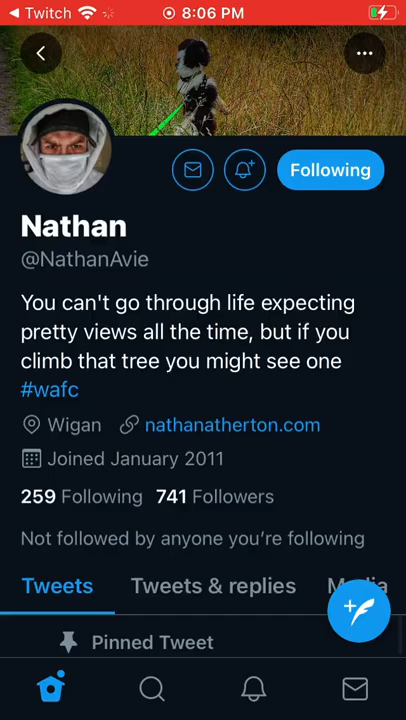 Twitch 8:06 PM
Following
Nathan
@NathanAvie
You can't go through life expecting
pretty views all the time, but if you
climb that tree you might see one
#wafc
Wigan nathanatherton.com
Joined January 2011
259 Following 741 Followers
Not followed by anyone you're following
Tweets Tweets & replies Media
Pinned Tweet